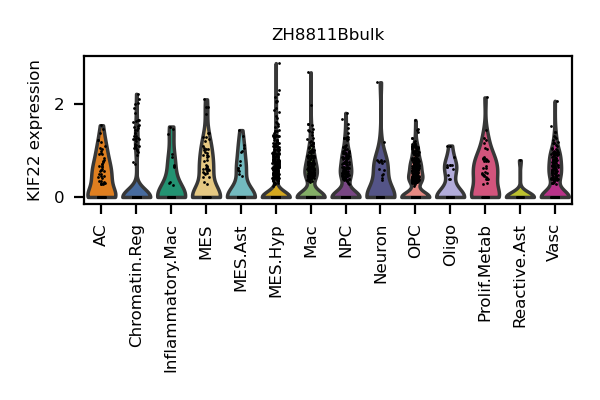 ZH8811Bbulk
KIF22 expression
2
0
AC
Chromatin.Reg
Inflammatory.Mac
MES
MES.Ast
MES.Hyp
Mac
NPC
Neuron
OPC
Oligo
Prolif.Metab
Reactive.Ast
Vasc